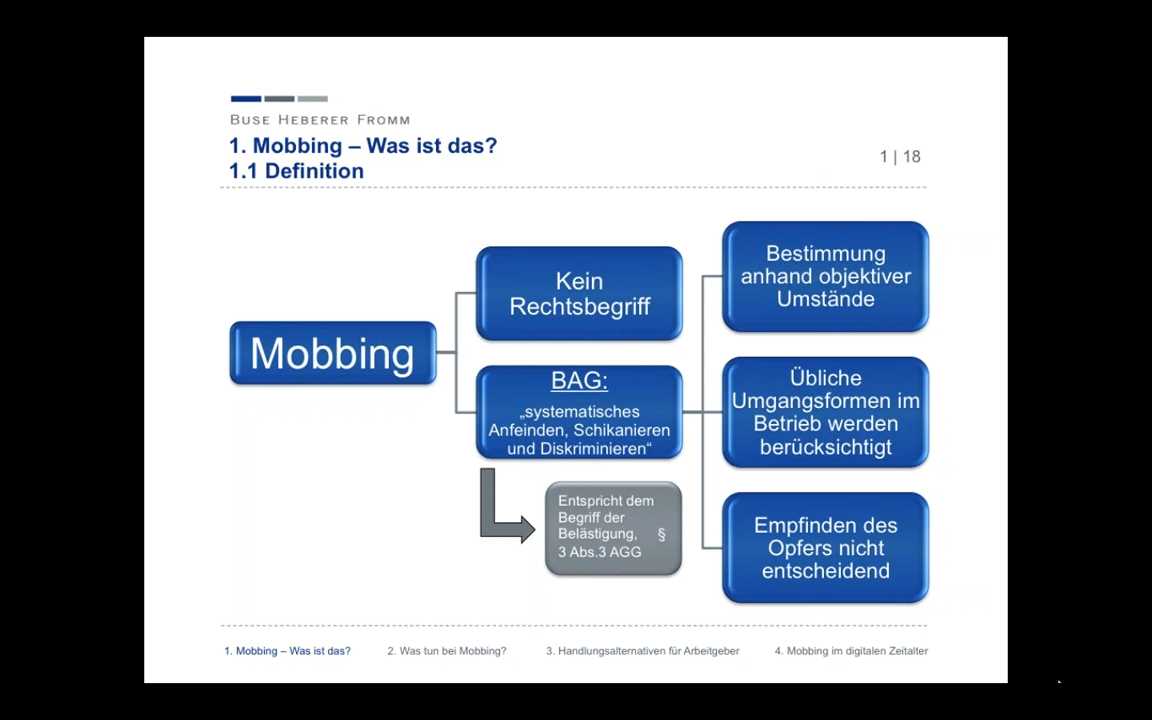 BUSE HEBERER FROMM
1. Mobbing – Was ist das?
1.1 Definition
1 | 18
Mobbing
Kein
Rechtsbegriff
BAG:
„systematisches
Anfeinden, Schikanieren
und Diskriminieren“
Entspricht dem
Begriff der
Belästigung, §
3 Abs.3 AGG
Bestimmung
anhand objektiver
Umstände
Übliche
Umgangsformen im
Betrieb werden
berücksichtigt
Empfinden des
Opfers nicht
entscheidend
1. Mobbing – Was ist das?
2. Was tun bei Mobbing?
3. Handlungsalternativen für Arbeitgeber
4. Mobbing im digitalen Zeitalter